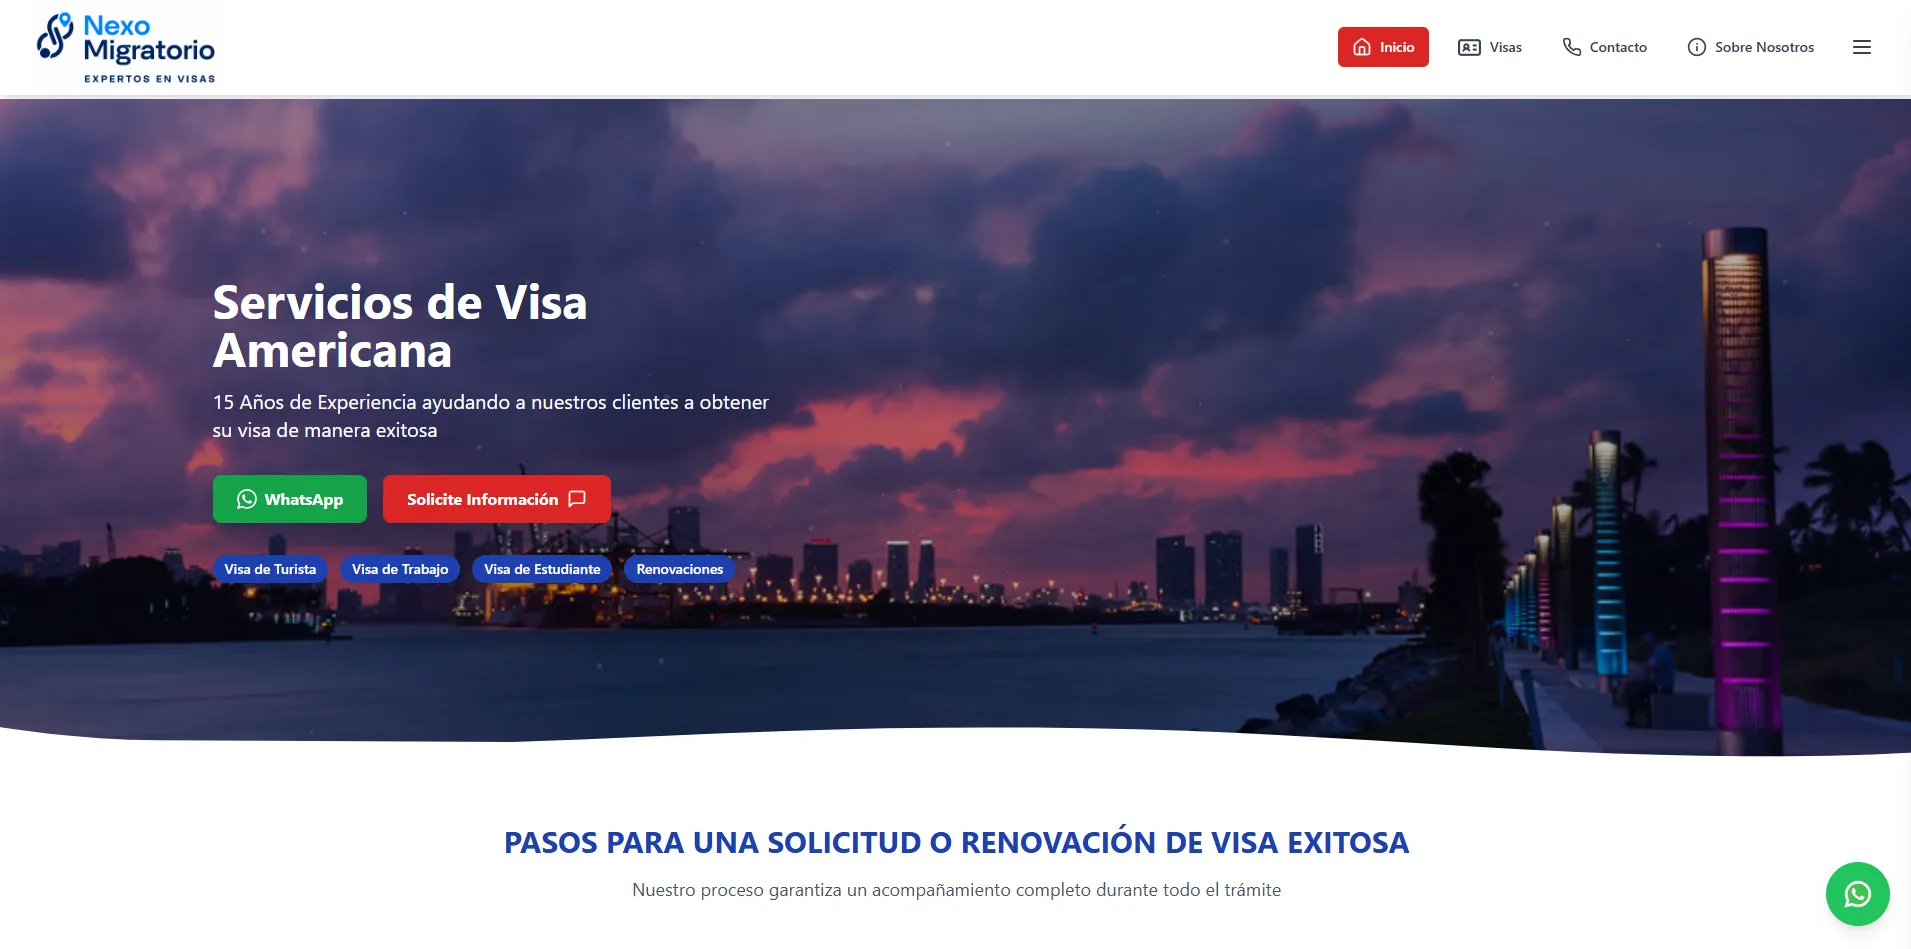 Nexo
Migratorio
EXPERTOS EN VISAS
Inicio
Visas
Contacto
Sobre Nosotros
Servicios de Visa
Americana
15 Años de Experiencia ayudando a nuestros clientes a obtener
su visa de manera exitosa
WhatsApp
Solicite Información
Visa de Turista
Visa de Trabajo
Visa de Estudiante
Renovaciones
PASOS PARA UNA SOLICITUD O RENOVACIÓN DE VISA EXITOSA
Nuestro proceso garantiza un acompañamiento completo durante todo el trámite